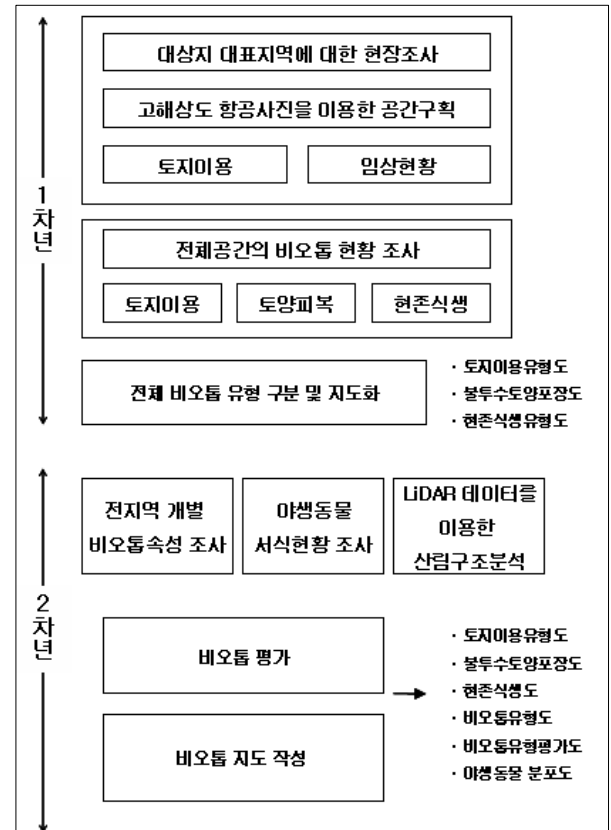 대상지 대표지역에 대한 현장조사
고해상도 항공사진을 이용한 공간구획
토지이용
임상현황
1차년
전체공간의 비오톱 현황 조사
토지이용
토양피복
현존식생
전체 비오톱 유형 구분 및 지도화
· 토지이용유형도
· 불투수토양포장도
· 현존식생유형도
2차년
전지역 개별
비오톱속성 조사
야생동물
서식현황 조사
LiDAR 데이터를
이용한
산림구조분석
비오톱 평가
비오톱 지도 작성
· 토지이용유형도
· 불투수토양포장도
· 현존식생도
· 비오톱유형도
· 비오톱유형평가도
· 야생동물 분포도